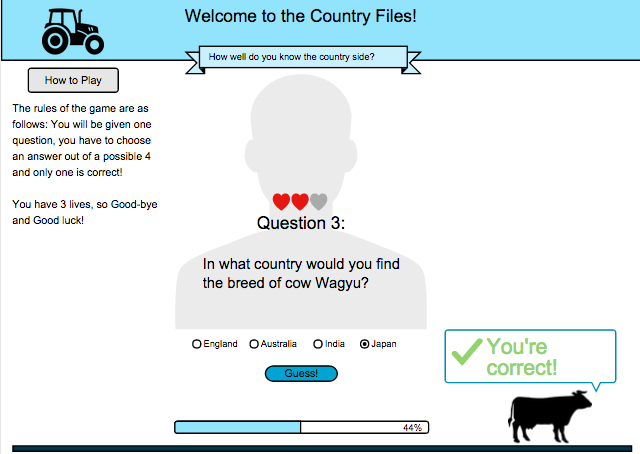 Welcome to the Country Files!
How well do you know the country side?
How to Play
The rules of the game are as
follows: You will be given one
question, you have to choose
an answer out of a possible 4
and only one is correct!
You have 3 lives, so Good-bye
and Good luck!
Question 3:
In what country would you find
the breed of cow Wagyu?
England Australia India Japan
Guess!
You're
correct!
44%